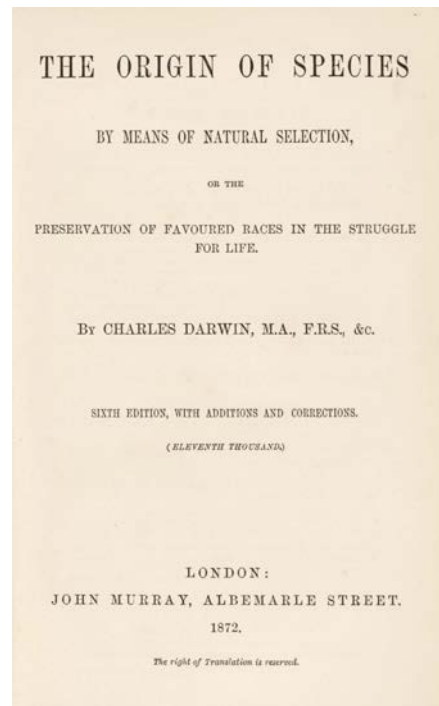 THE ORIGIN OF SPECIES
BY MEANS OF NATURAL SELECTION,
OR THE
PRESERVATION OF FAVOURED RACES IN THE STRUGGLE
FOR LIFE.
BY CHARLES DARWIN, M.A., F.R.S., &c.
SIXTH EDITION, WITH ADDITIONS AND CORRECTIONS.
(ELEVENTH THOUSAND.)
LONDON:
JOHN MURRAY, ALBEMARLE STREET.
1872.
The right of Translation is reserved.